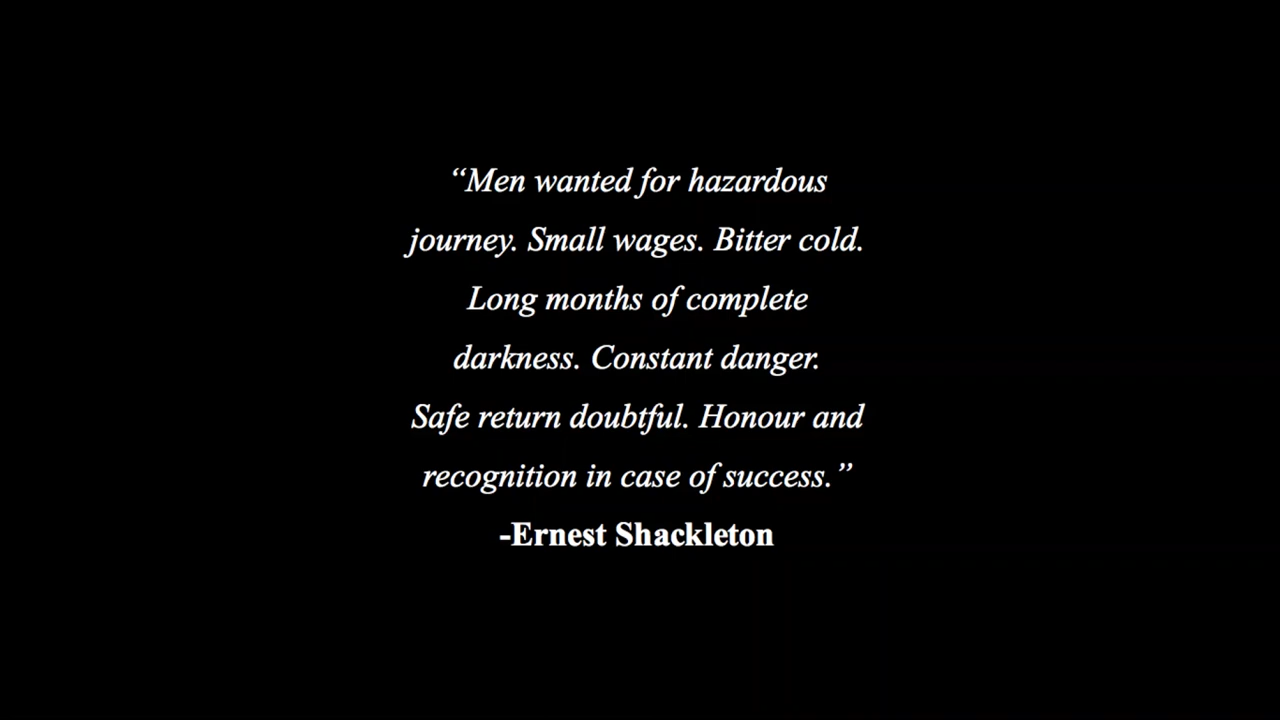 “Men wanted for hazardous
journey. Small wages. Bitter cold.
Long months of complete
darkness. Constant danger.
Safe return doubtful. Honour and
recognition in case of success.”
-Ernest Shackleton